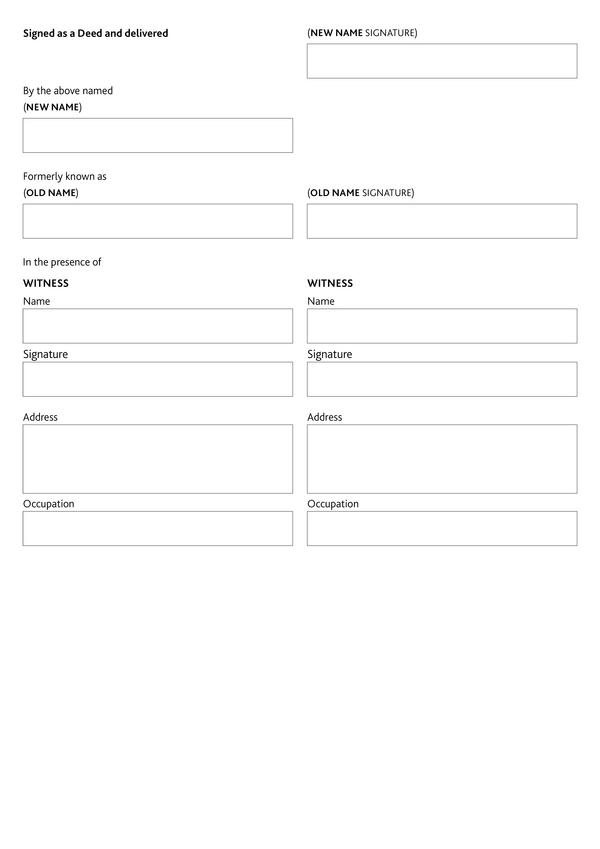 Signed as a Deed and delivered
(NEW NAME SIGNATURE)
By the above named
(NEW NAME)
Formerly known as
(OLD NAME)
(OLD NAME SIGNATURE)
In the presence of
WITNESS
Name
Signature
Address
Occupation
WITNESS
Name
Signature
Address
Occupation